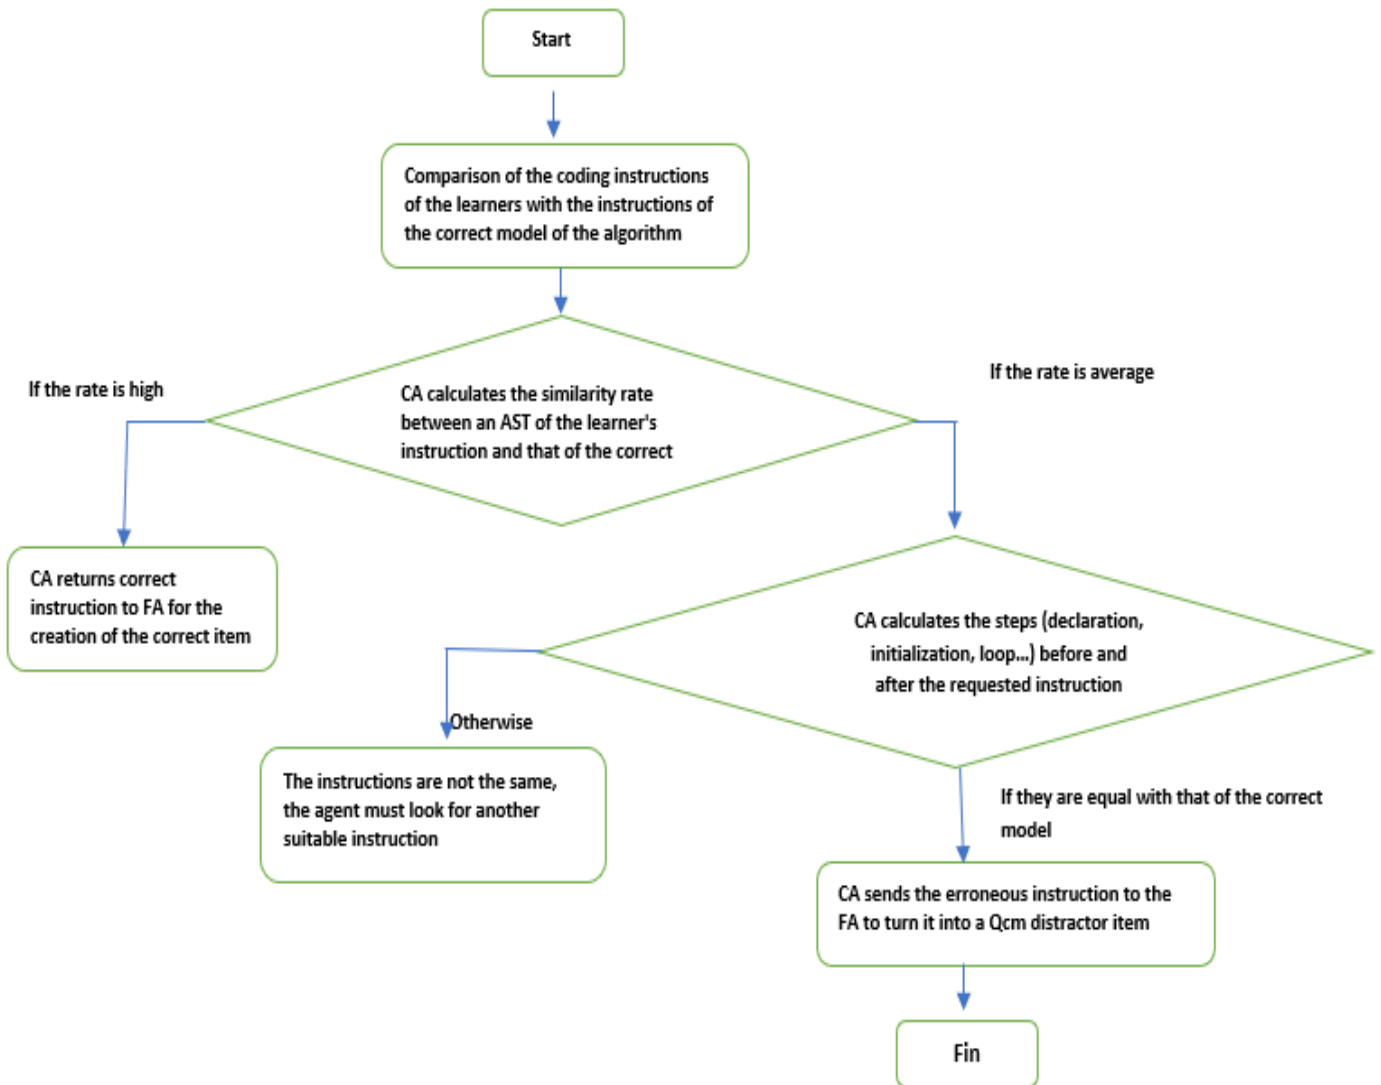 Start
Comparison of the coding instructions
of the learners with the instructions of
the correct model of the algorithm
If the rate is high
CA calculates the similarity rate
between an AST of the learner's
instruction and that of the correct
If the rate is average
CA returns correct
instruction to FA for the
creation of the correct item
CA calculates the steps (declaration,
initialization, loop...) before and
after the requested instruction
Otherwise
The instructions are not the same,
the agent must look for another
suitable instruction
If they are equal with that of the correct
model
CA sends the erroneous instruction to the
FA to turn it into a Qcm distractor item
Fin